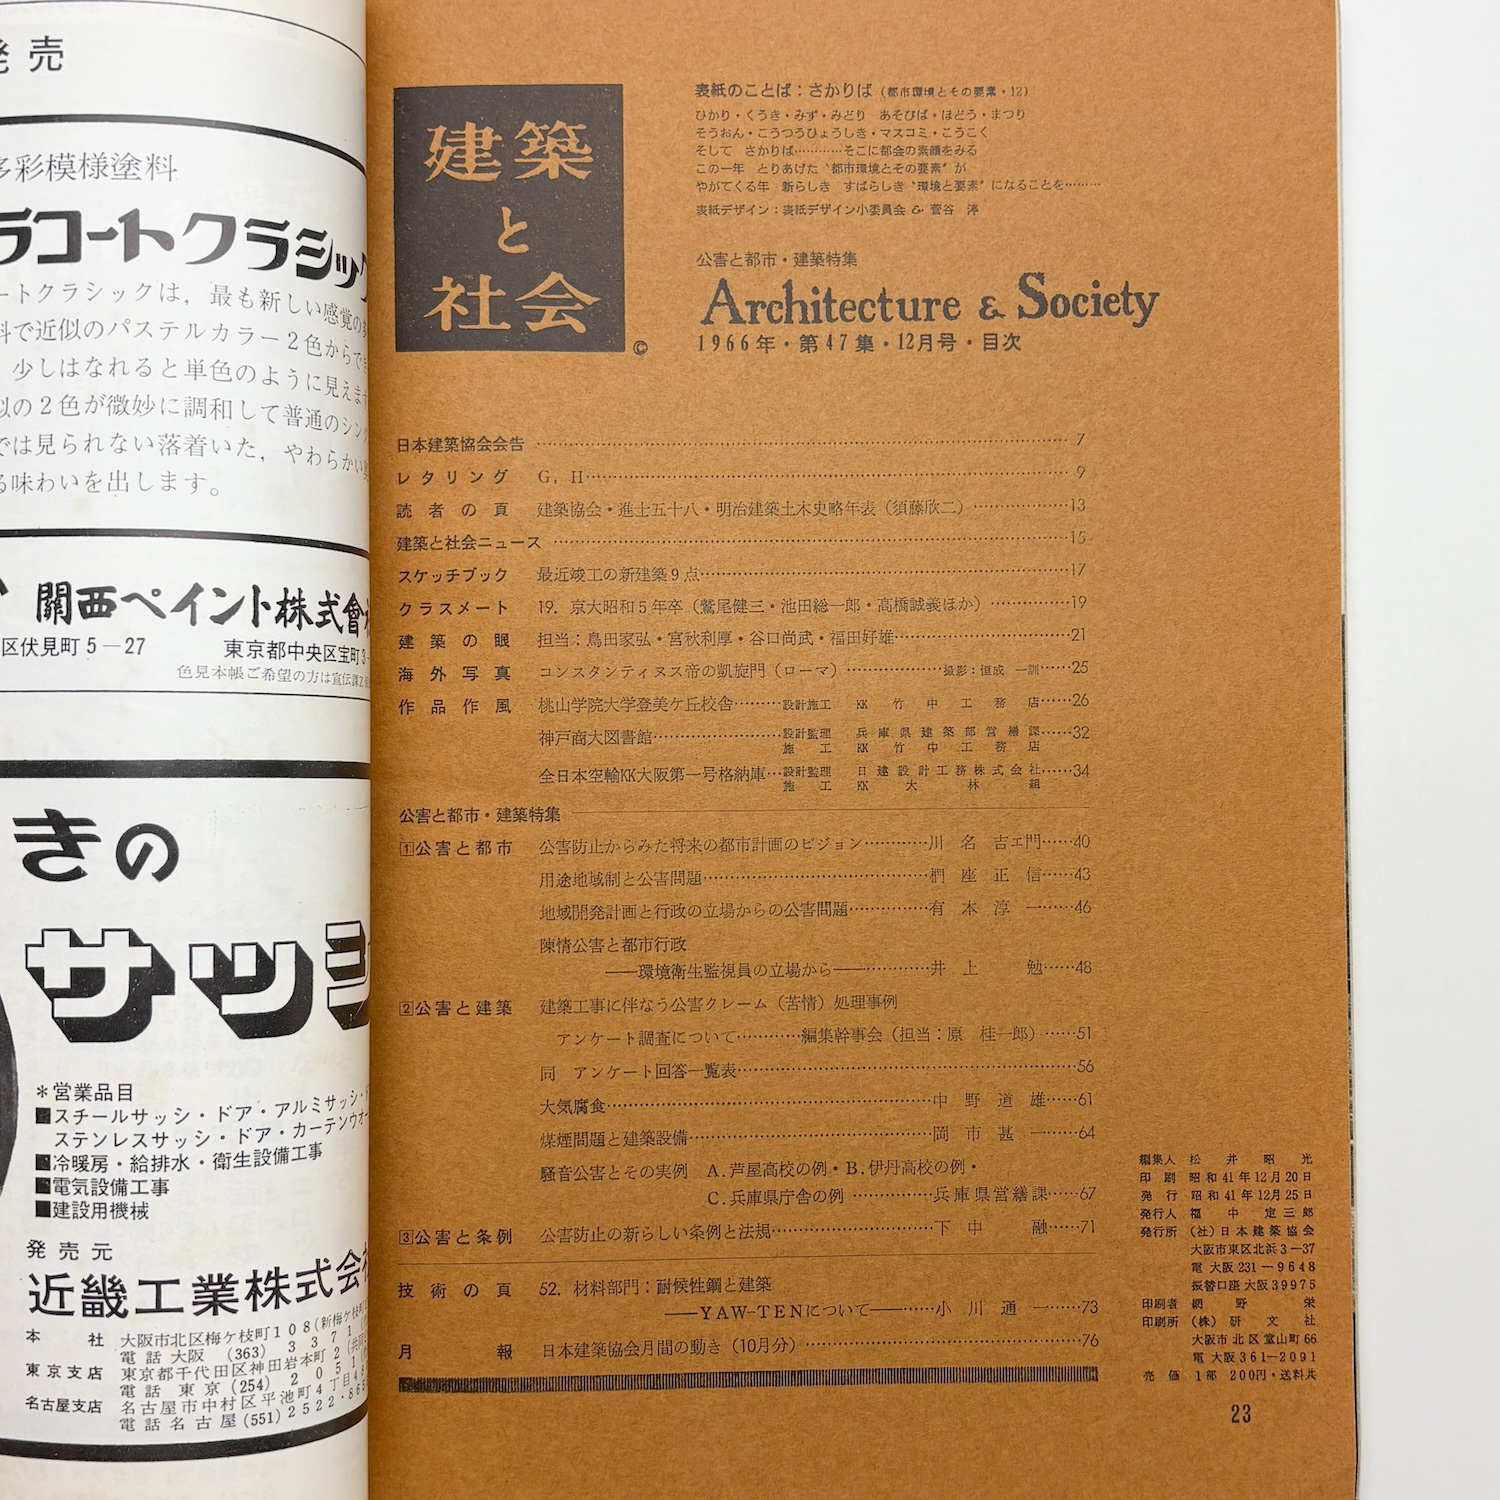 発売
多彩模様塗料
ラコートクラシック
ートクラシックは，最も新しい感覚の
料で近似のパステルカラー２色からでき
少しはなれると単色のように見えます
似の２色が微妙に調和して普通のシング
では見られない落着いた，やわらかい
る味わいを出します。
關西ペイント株式會
区伏見町5—27
東京都中央区宝町3
色見本帳ご希望の方は宣伝課Z
きの
サッシ
＊営業品目
■スチールサッシ・ドア・アルミサッシ・
ステンレスサッシ・ドア・カーテンウオー
■冷暖房・給排水・衛生設備工事
■電気設備工事
■建設用機械
発売元
近畿工業株式会
本社 大阪市北区梅ケ枝町108(新梅ケ枝町
電話 大阪 (363) 3371
東京支店 東京都千代田区神田岩本町2
電話 東京 (254) 2051
名古屋支店 名古屋市中村区平池町4丁目4
電話 名古屋 (551) 2522・86
建築
と
社会
©
表紙のことば：さかりば（都市環境とその要素・12）
ひかり・くうき・みず・みどり あそびば・ほどう・まつり
そうおん・こうつうひょうしき・マスコミ・こうこく
そして さかりば…………そこに都会の素顔をみる
この一年 とりあげた〝都市環境とその要素〞が
やがてくる年 新らしき すばらしき〝環境と要素〞になることを………
表紙デザイン：表紙デザイン小委員会 & 菅谷 渟
公害と都市・建築特集
Architecture & Society
1966年・第47集・12月号・目次
日本建築協会会告……7
レタリング G，H……9
読者の頁 建築協会・進士五十八・明治建築土木史略年表（須藤欣二）……13
建築と社会ニュース……15
スケッチブック 最近竣工の新建築9点……17
クラスメート 19. 京大昭和5年卒（鷲尾健三・池田総一郎・高橋誠義ほか）……19
建築の眼 担当：鳥田家弘・宮秋利厚・谷口尚武・福田好雄……21
海外写真 コンスタンティヌス帝の凱旋門（ローマ）……撮影：恒成 一訓……25
作品作風 桃山学院大学登美ケ丘校舎……設計施工 KK 竹中工務店……26
神戸商大図書館……設計監理 兵庫県建築部営繕課……32
施工 KK 竹中工務店
全日本空輸KK大阪第一号格納庫…設計監理 日建設計工務株式会社……34
施工 KK 大林組
公害と都市・建築特集
1公害と都市 公害防止からみた将来の都市計画のビジョン……川名吉ヱ門……40
用途地域制と公害問題……椚座正信……43
地域開発計画と行政の立場からの公害問題……有木淳一……46
陳情公害と都市行政
——環境衛生監視員の立場から——……井上 勉……48
2公害と建築 建築工事に伴なう公害クレーム（苦情）処理事例
アンケート調査について……編集幹事会（担当：原 桂一郎）……51
同 アンケート回答一覧表……56
大気腐食……中野道雄……61
煤煙問題と建築設備……岡市甚一……64
騒音公害とその実例 A.芦屋高校の例・B.伊丹高校の例・
C.兵庫県庁舎の例……兵庫県営繕課……67
3公害と条例 公害防止の新らしい条例と法規……下中 融……71
技術の頁 52. 材料部門：耐候性鋼と建築
——YAW-TENについて——……小川通一……73
月報 日本建築協会月間の動き（10月分）……76
編集人 松井昭光
印刷 昭和41年12月20日
発行 昭和41年12月25日
発行人 福中定三郎
発行所 (社)日本建築協会
大阪市東区北浜3—37
電 大阪 231—9648
振替口座 大阪39975
印刷者 網野 栄
印刷所 (株)研文社
大阪市北区堂山町66
電 大阪361—2091
売価 1部 200円・送料共
23